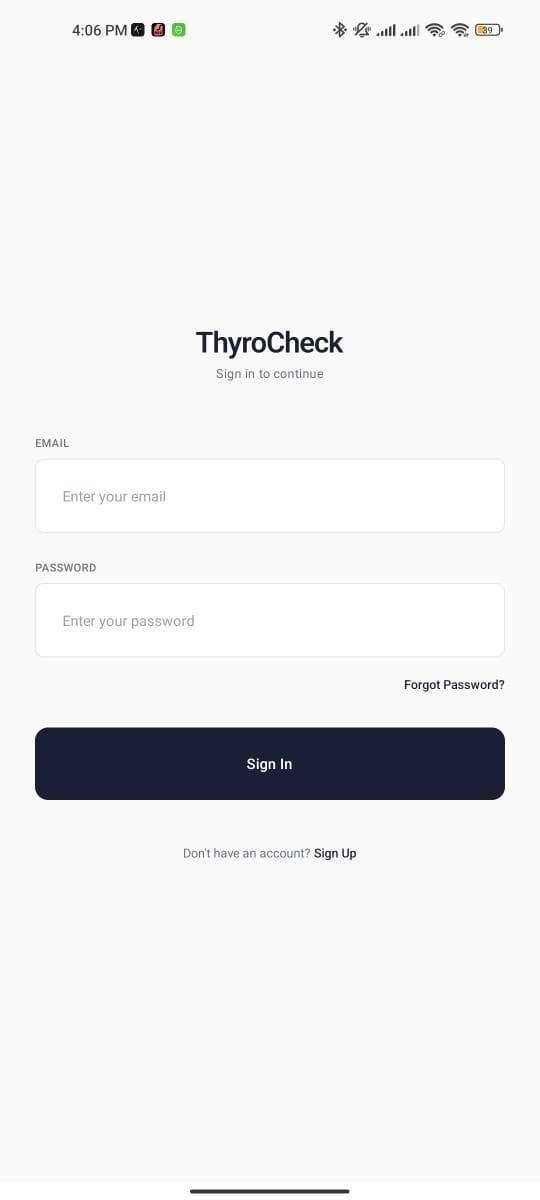 4:06 PM
39
ThyroCheck
Sign in to continue
EMAIL
Enter your email
PASSWORD
Enter your password
Forgot Password?
Sign In
Don't have an account? Sign Up